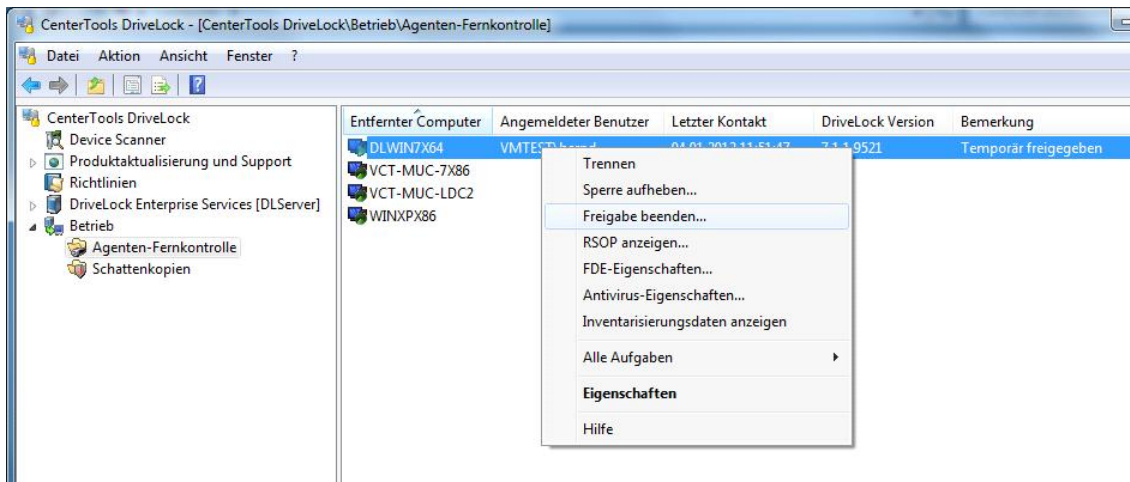 CenterTools DriveLock - [CenterTools DriveLock\Betrieb\Agenten-Fernkontrolle]
Datei Aktion Ansicht Fenster ?
CenterTools DriveLock
Device Scanner
Produktaktualisierung und Support
Richtlinien
DriveLock Enterprise Services [DLServer]
Betrieb
Agenten-Fernkontrolle
Schattenkopien
Entfernter Computer Angemeldeter Benutzer Letzter Kontakt DriveLock Version Bemerkung
DLWIN7X64 Temporär freigegeben
VCT-MUC-7X86
VCT-MUC-LDC2
WINXPX86
Trennen
Sperre aufheben...
Freigabe beenden...
RSOP anzeigen...
FDE-Eigenschaften...
Antivirus-Eigenschaften...
Inventarisierungsdaten anzeigen
Alle Aufgaben
Eigenschaften
Hilfe